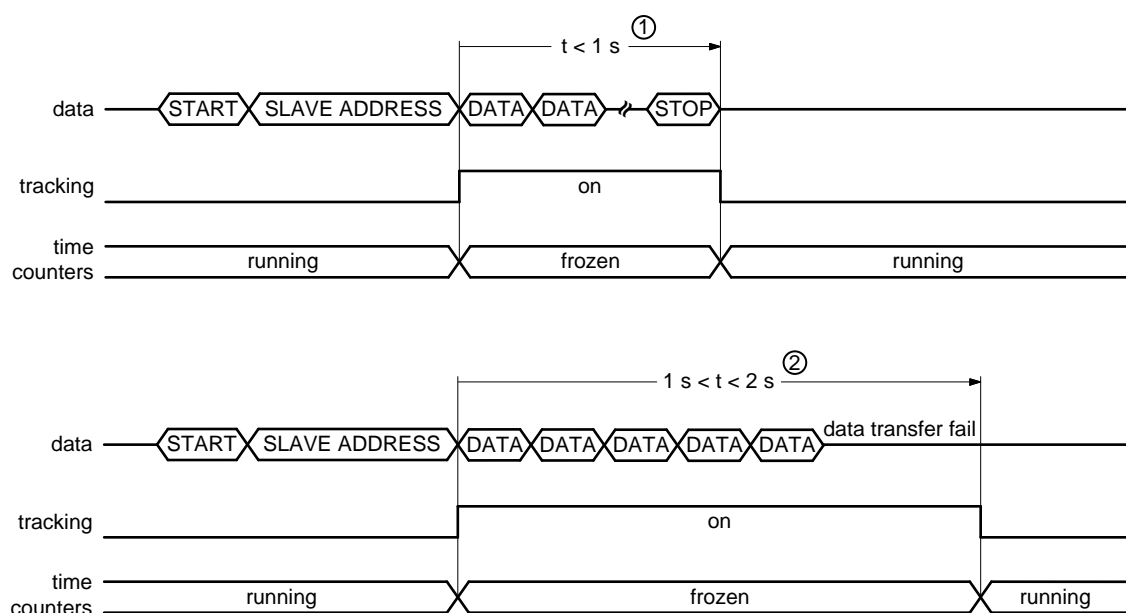 t < 1 s ①
data START SLAVE ADDRESS DATA DATA STOP
tracking on
time
counters running frozen running
1 s < t < 2 s ②
data START SLAVE ADDRESS DATA DATA DATA DATA DATA data transfer fail
tracking on
time
counters running frozen running